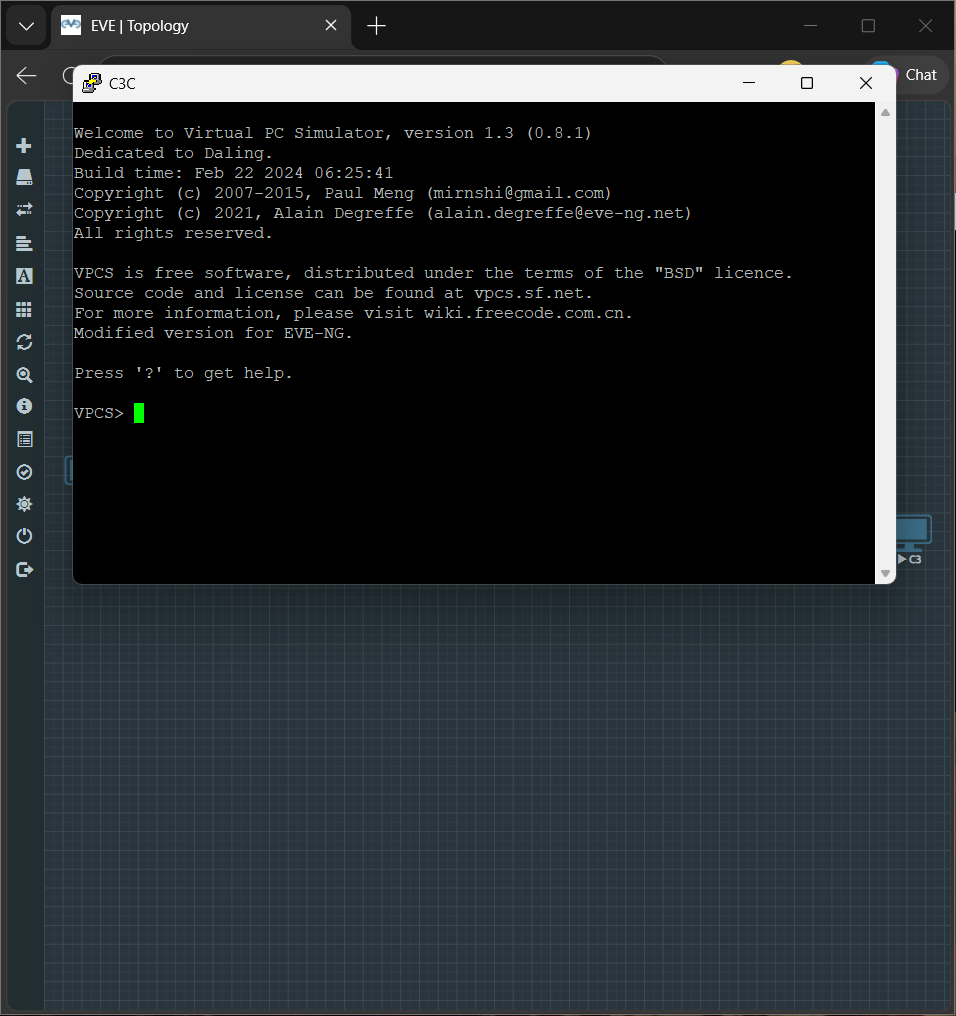 EVE | Topology
Chat
C3C
Welcome to Virtual PC Simulator, version 1.3 (0.8.1)
Dedicated to Daling.
Build time: Feb 22 2024 06:25:41
Copyright (c) 2007-2015, Paul Meng (mirnshi@gmail.com)
Copyright (c) 2021, Alain Degreffe (alain.degreffe@eve-ng.net)
All rights reserved.
VPCS is free software, distributed under the terms of the "BSD" licence.
Source code and license can be found at vpcs.sf.net.
For more information, please visit wiki.freecode.com.cn.
Modified version for EVE-NG.
Press '?' to get help.
VPCS>
A
C3